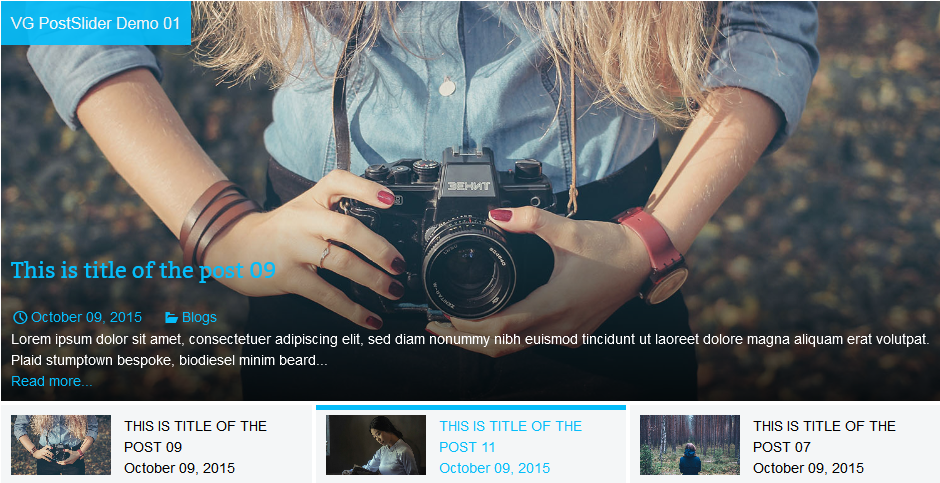 VG PostSlider Demo 01
ЗЕНИТ
This is title of the post 09
October 09, 2015 Blogs
Lorem ipsum dolor sit amet, consectetuer adipiscing elit, sed diam nonummy nibh euismod tincidunt ut laoreet dolore magna aliquam erat volutpat.
Plaid stumptown bespoke, biodiesel minim beard...
Read more...
THIS IS TITLE OF THE
POST 09
October 09, 2015
THIS IS TITLE OF THE
POST 11
October 09, 2015
THIS IS TITLE OF THE
POST 07
October 09, 2015